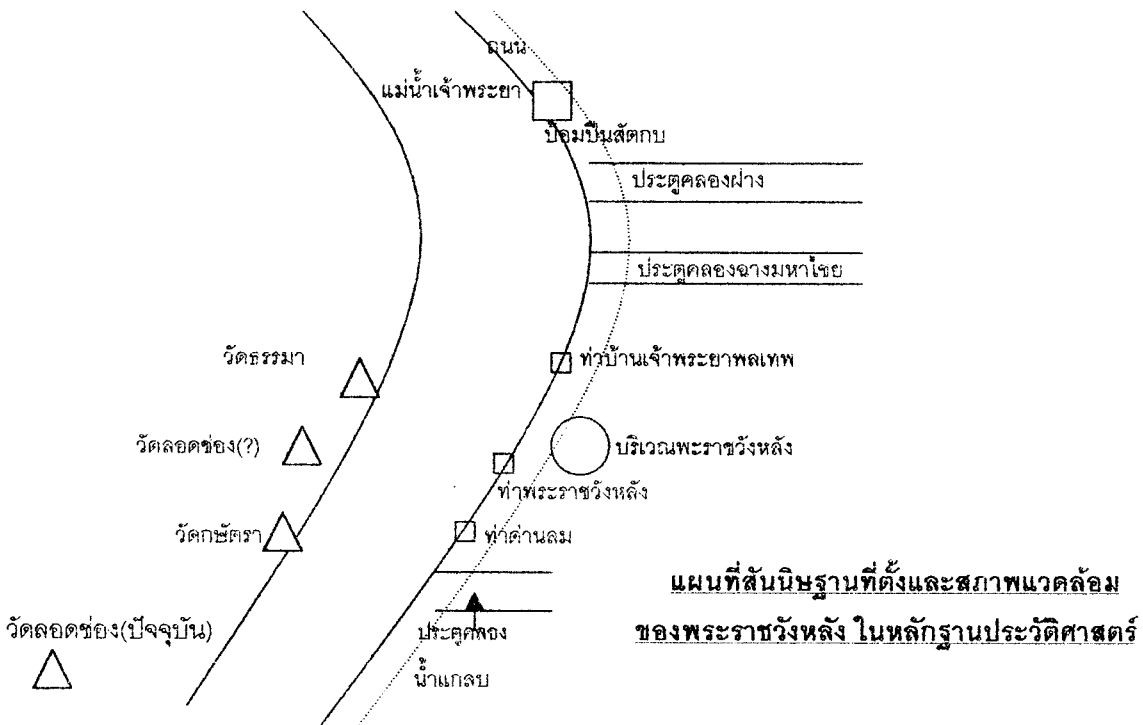 ถนน
แม่น้ำเจ้าพระยา
ป้อมปืนสัตกบ
ประตูคลองฝาง
ประตูคลองฉางมหาไชย
วัดธรรมา
ท่าบ้านเจ้าพระยาพลเทพ
วัดลอดช่อง(?)
บริเวณพะราชวังหลัง
ท่าพระราชวังหลัง
วัดกษัตรา
ท่าด่านลม
แผนที่สันนิษฐานที่ตั้งและสภาพแวดล้อม
ของพระราชวังหลัง ในหลักฐานประวัติศาสตร์
วัดลอดช่อง(ปัจจุบัน)
ประตูคลอง
น้ำแกลบ